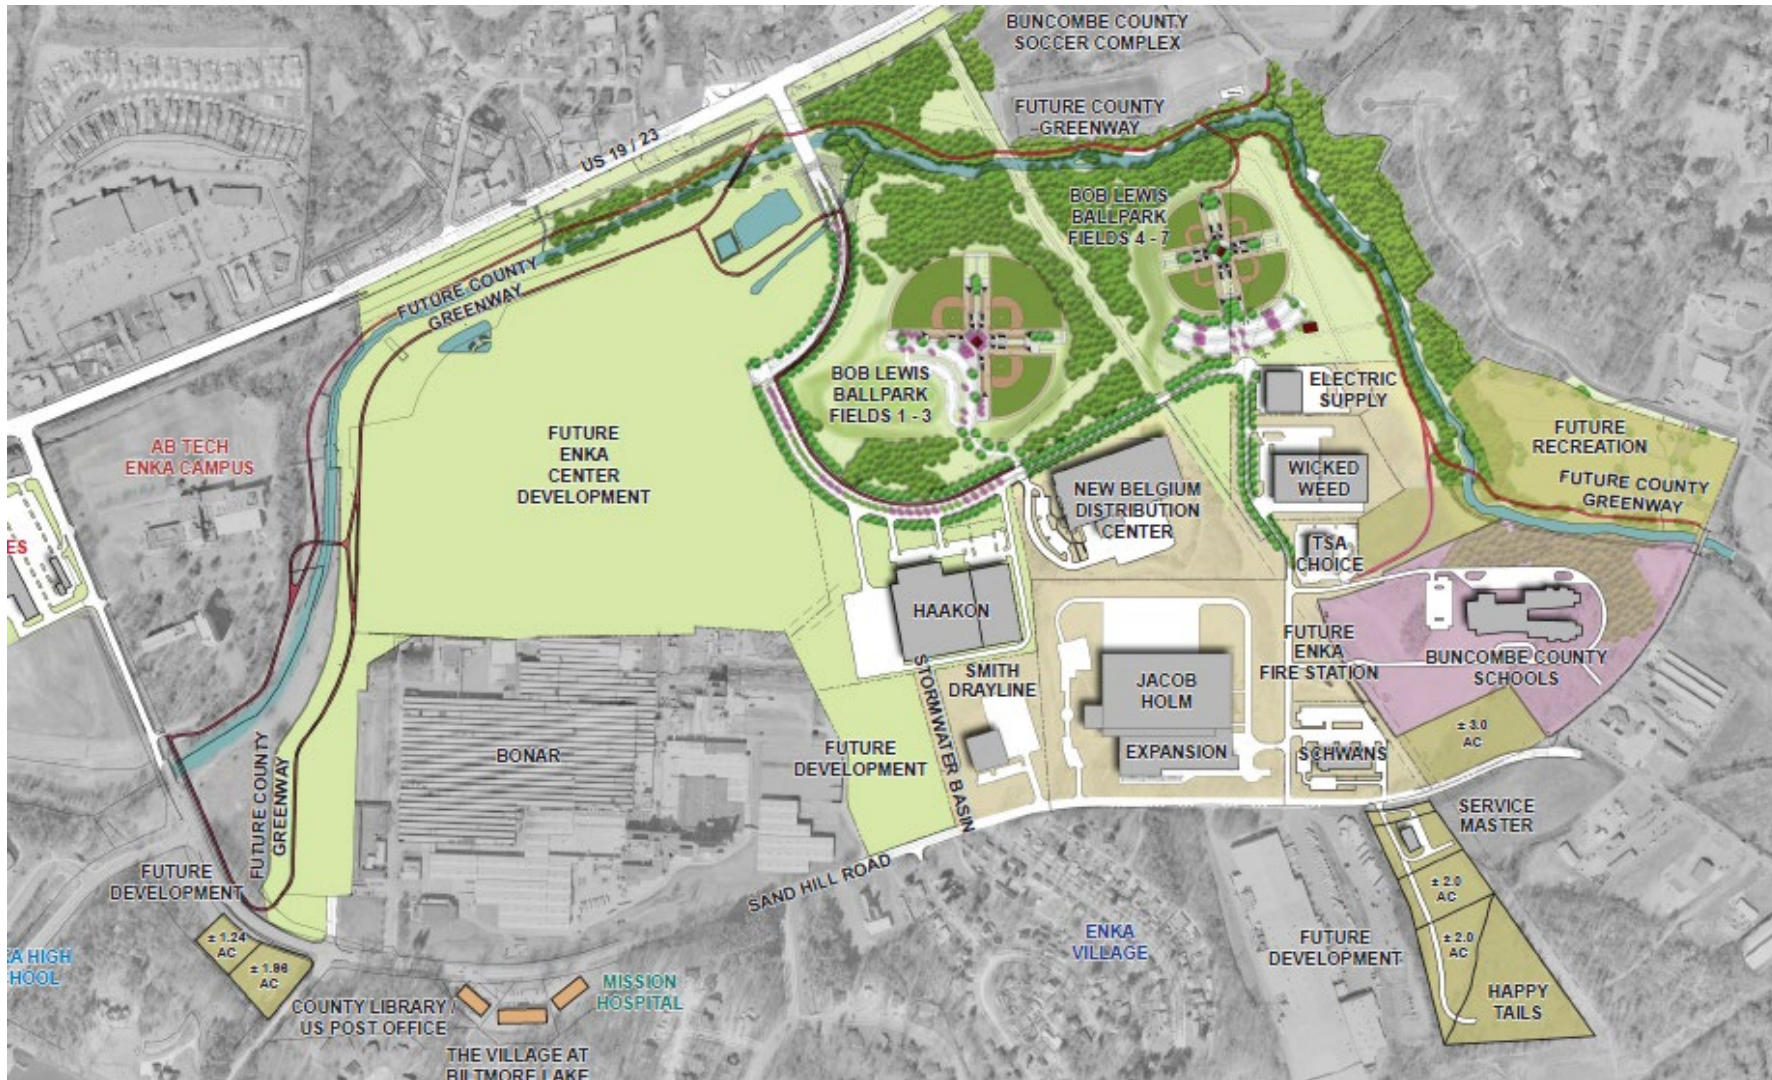 BUNCOMBE COUNTY
SOCCER COMPLEX
FUTURE COUNTY
GREENWAY
US 19 / 23
BOB LEWIS
BALLPARK
FIELDS 4 - 7
FUTURE COUNTY
GREENWAY
BOB LEWIS
BALLPARK
FIELDS 1 - 3
ELECTRIC
SUPPLY
AB TECH
ENKA CAMPUS
FUTURE
ENKA
CENTER
DEVELOPMENT
FUTURE
RECREATION
WICKED
WEED
FUTURE COUNTY
GREENWAY
NEW BELGIUM
DISTRIBUTION
CENTER
ES
TSA
CHOICE
HAAKON
FUTURE
ENKA
FIRE STATION
BUNCOMBE COUNTY
SCHOOLS
SMITH
DRAYLINE
STORMWATER BASIN
JACOB
HOLM
± 3.0
AC
BONAR
FUTURE
DEVELOPMENT
EXPANSION
SCHWANS
FUTURE COUNTY
GREENWAY
SERVICE
MASTER
FUTURE
DEVELOPMENT
SAND HILL ROAD
± 2.0
AC
± 1.24
AC
± 1.96
AC
KA HIGH
HOOL
ENKA
VILLAGE
FUTURE
DEVELOPMENT
± 2.0
AC
COUNTY LIBRARY /
US POST OFFICE
MISSION
HOSPITAL
HAPPY
TAILS
THE VILLAGE AT
BILTMORE LAKE